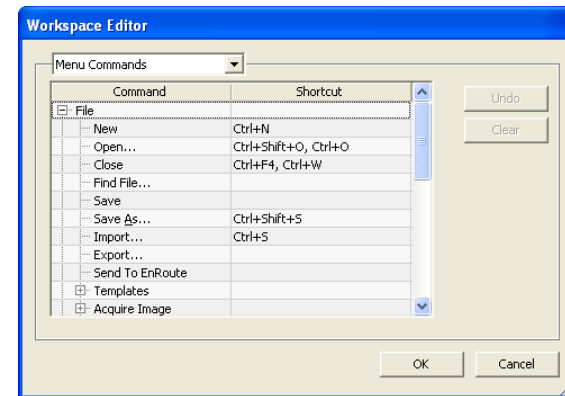 Workspace Editor
Menu Commands
Command Shortcut
File
New Ctrl+N
Open... Ctrl+Shift+O, Ctrl+O
Close Ctrl+F4, Ctrl+W
Find File...
Save
Save As... Ctrl+Shift+S
Import... Ctrl+S
Export...
Send To EnRoute
Templates
Acquire Image
Undo
Clear
OK Cancel